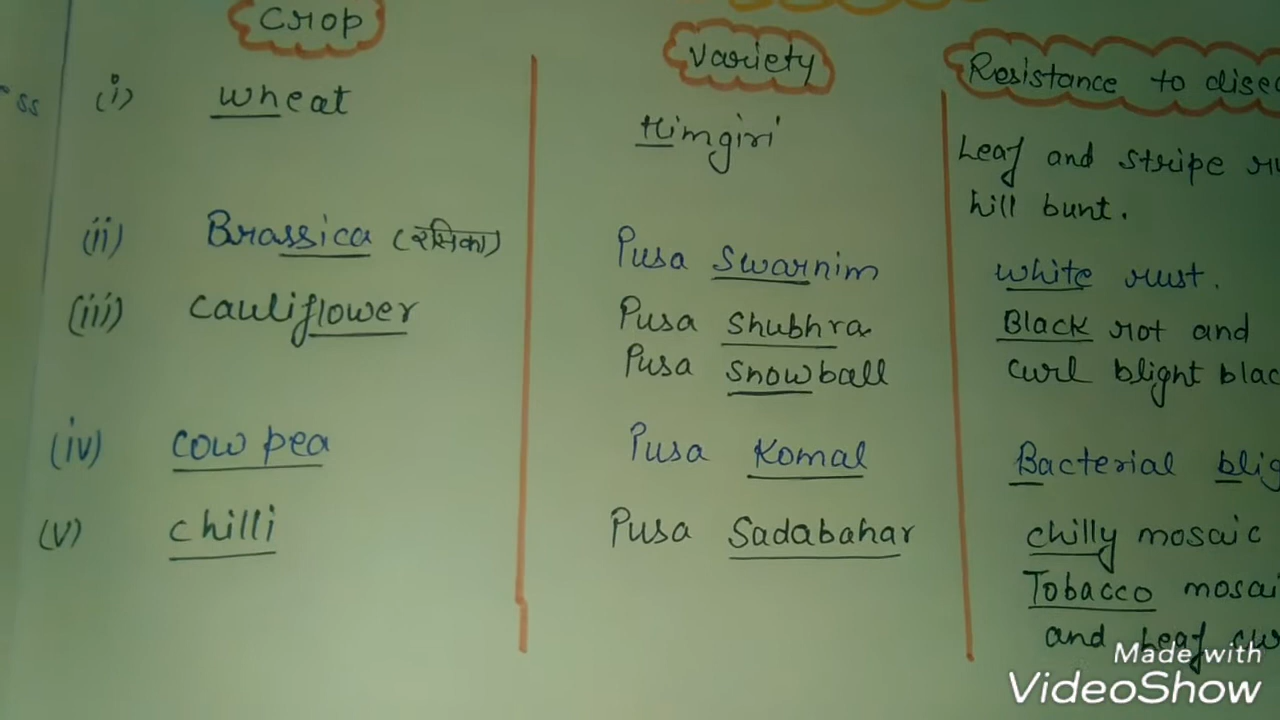 Crop
Variety
Resistance to disea
(i) wheat
Himgiri
Leaf and stripe ru
hill bunt.
(ii) Brassica (रसिका)
Pusa Swarnim
white rust.
(iii) cauliflower
Pusa Shubhra
Pusa Snowball
Black rot and
curl blight blac
(iv) cow pea
Pusa Komal
Bacterial blig
(v) chilli
Pusa Sadabahar
chilly mosaic
Tobacco mosai
and Leaf cu
Made with
VideoShow